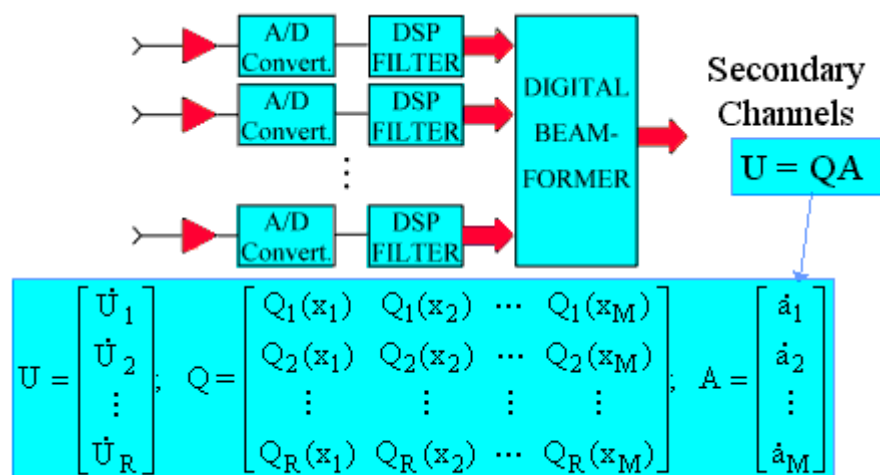 A/D Convert. DSP FILTER
A/D Convert. DSP FILTER
⋮
A/D Convert. DSP FILTER
DIGITAL
BEAM-
FORMER
Secondary
Channels
U = QA
U = [U̇1 U̇2 ⋮ U̇R];
Q = [Q1(x1) Q1(x2) ⋯ Q1(xM)
Q2(x1) Q2(x2) ⋯ Q2(xM)
⋮ ⋮ ⋮ ⋮
QR(x1) QR(x2) ⋯ QR(xM)];
A = [ȧ1 ȧ2 ⋮ ȧM]